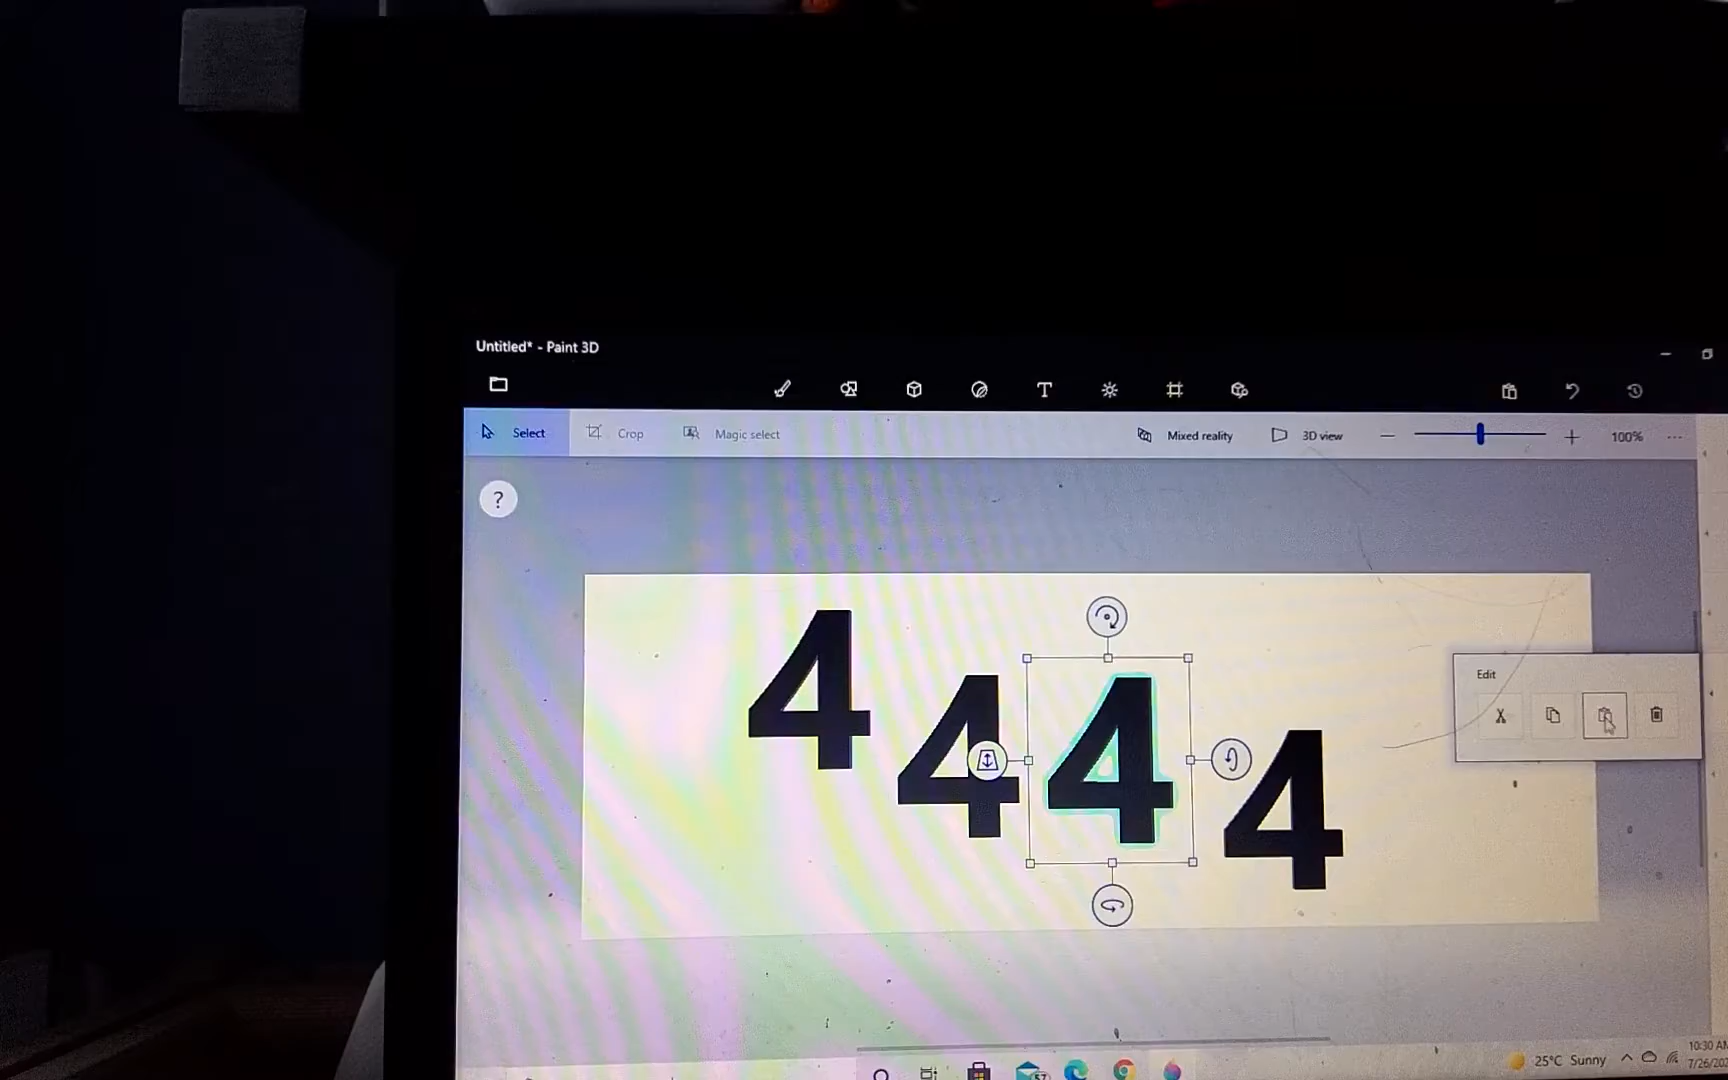 Untitled* - Paint 3D
Select
Crop
Magic select
Mixed reality
3D view
100%
?
4
4
4
4
Edit
57
25°C Sunny
10:30 AM